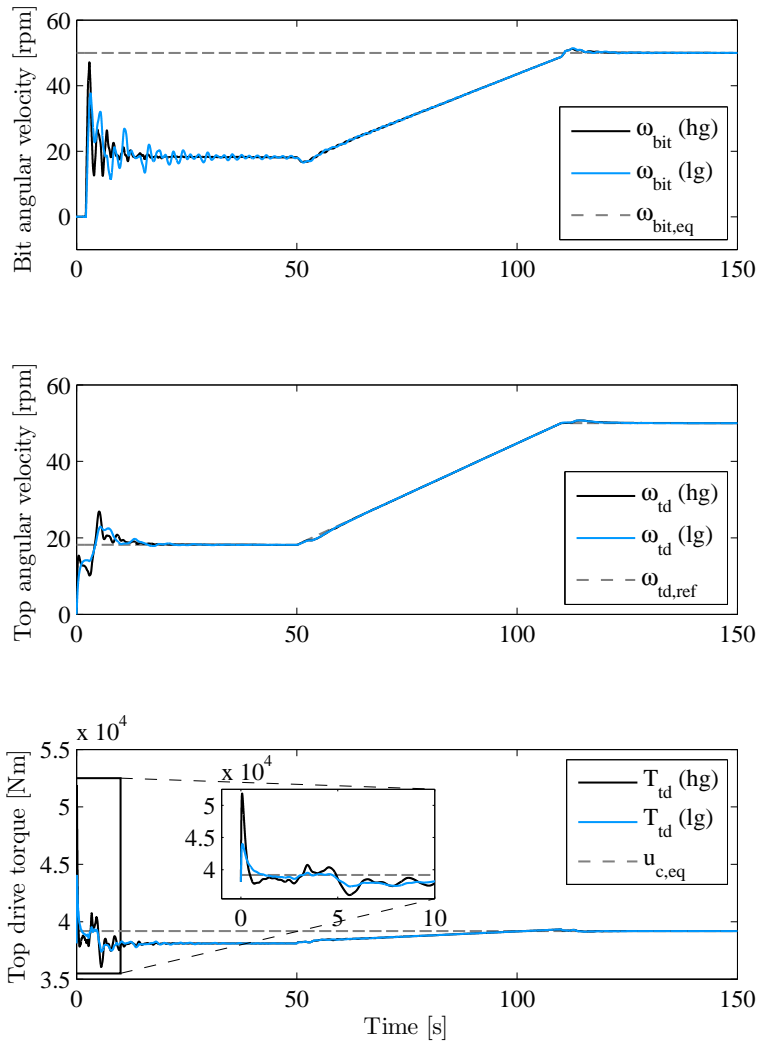 Bit angular velocity [rpm]
60
40
20
0
ω_bit (hg)
ω_bit (lg)
ω_bit,eq
0 50 100 150
Top angular velocity [rpm]
60
40
20
0
ω_td (hg)
ω_td (lg)
ω_td,ref
0 50 100 150
Top drive torque [Nm]
x 10^4
5.5
5
4.5
4
3.5
x 10^4
5
4.5
4
0 5 10
T_td (hg)
T_td (lg)
u_c,eq
0 50 100 150
Time [s]